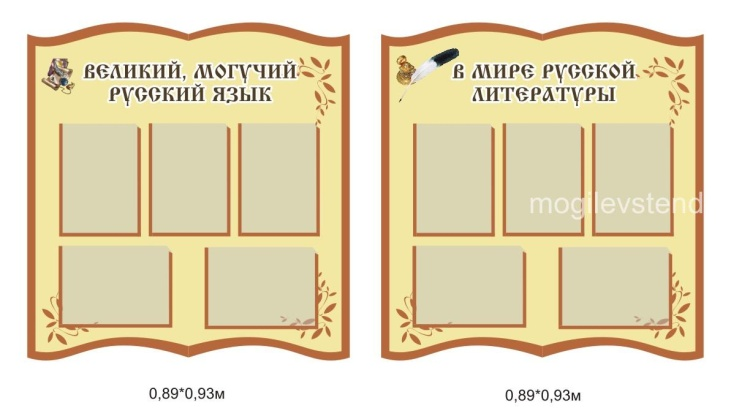 ВЕЛИКИЙ, МОГУЧИЙ
РУССКИЙ ЯЗЫК
В МИРЕ РУССКОЙ
ЛИТЕРАТУРЫ
mogilevstend
0,89*0,93м
0,89*0,93м